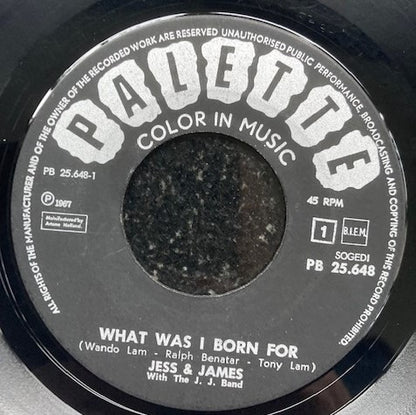 ALL RIGHTS OF THE MANUFACTURER AND OF THE OWNER OF THE RECORDED WORK ARE RESERVED UNAUTHORISED PUBLIC PERFORMANCE, BROADCASTING AND COPYING OF THIS RECORD PROHIBITED
PALETTE
COLOR IN MUSIC
PB 25.648-1
45 RPM
Ⓟ 1967
Manufactured by
Artone Holland.
1
B.I.E.M.
SOGEDI
PB 25.648
WHAT WAS I BORN FOR
(Wando Lam - Ralph Benatar - Tony Lam)
JESS & JAMES
With The J. J. Band